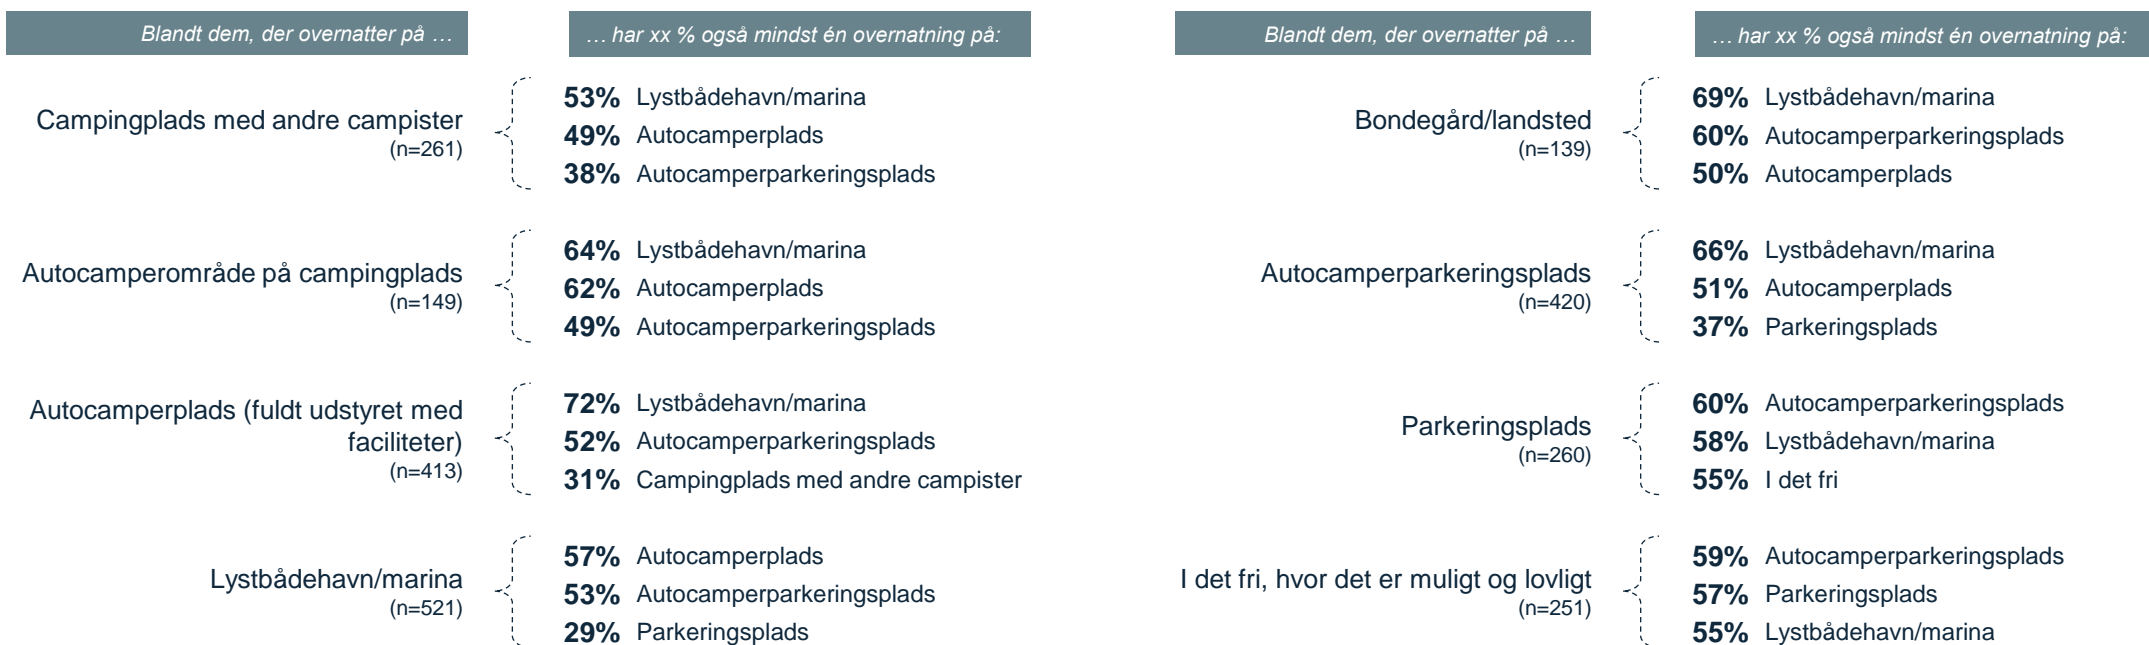 Blandt dem, der overnatter på …
… har xx % også mindst én overnatning på:
Campingplads med andre campister
(n=261)
53% Lystbådehavn/marina
49% Autocamperplads
38% Autocamperparkeringsplads
Autocamperområde på campingplads
(n=149)
64% Lystbådehavn/marina
62% Autocamperplads
49% Autocamperparkeringsplads
Autocamperplads (fuldt udstyret med
faciliteter)
(n=413)
72% Lystbådehavn/marina
52% Autocamperparkeringsplads
31% Campingplads med andre campister
Lystbådehavn/marina
(n=521)
57% Autocamperplads
53% Autocamperparkeringsplads
29% Parkeringsplads
Blandt dem, der overnatter på …
… har xx % også mindst én overnatning på:
Bondegård/landsted
(n=139)
69% Lystbådehavn/marina
60% Autocamperparkeringsplads
50% Autocamperplads
Autocamperparkeringsplads
(n=420)
66% Lystbådehavn/marina
51% Autocamperplads
37% Parkeringsplads
Parkeringsplads
(n=260)
60% Autocamperparkeringsplads
58% Lystbådehavn/marina
55% I det fri
I det fri, hvor det er muligt og lovligt
(n=251)
59% Autocamperparkeringsplads
57% Parkeringsplads
55% Lystbådehavn/marina